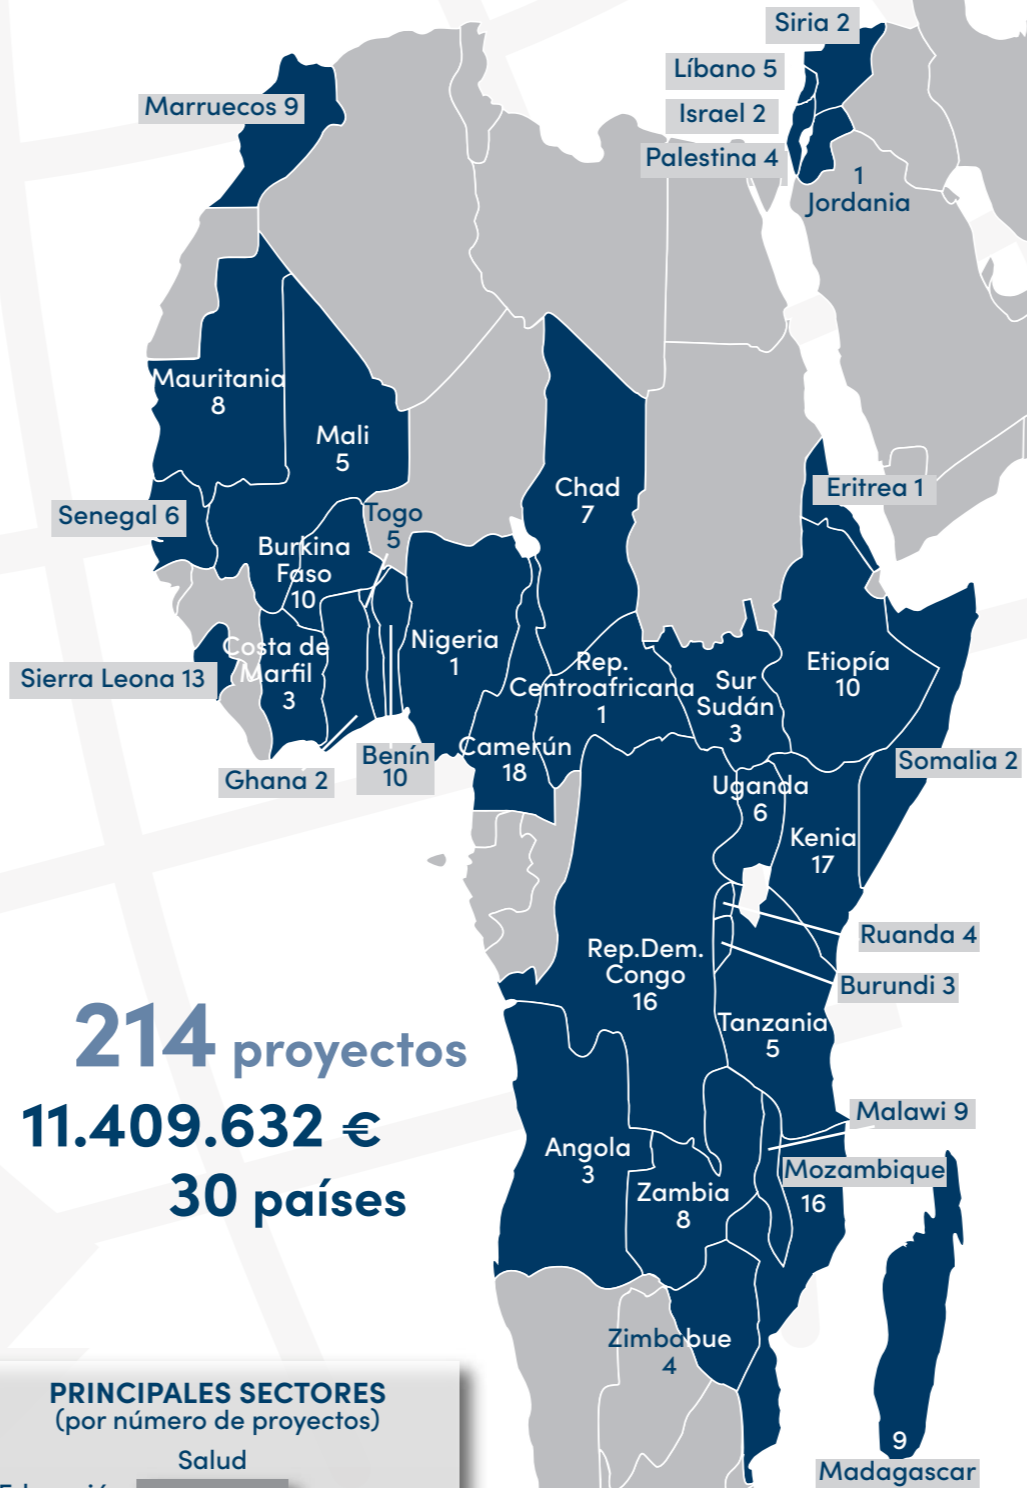 Siria 2
Líbano 5
Israel 2
Palestina 4
1
Jordania
Marruecos 9
Mauritania
8
Mali
5
Senegal 6
Togo
5
Burkina
Faso
10
Chad
7
Eritrea 1
Costa de
Marfil
3
Sierra Leona 13
Nigeria
1
Rep.
Centroafricana
1
Sur
Sudán
3
Etiopía
10
Ghana 2
Benín
10
Camerún
18
Somalia 2
Uganda
6
Kenia
17
Ruanda 4
Burundi 3
Rep.Dem.
Congo
16
Tanzania
5
214 proyectos
11.409.632 €
30 países
Malawi 9
Angola
3
Zambia
8
Mozambique
16
Zimbabue
4
9
Madagascar
PRINCIPALES SECTORES
(por número de proyectos)
Salud